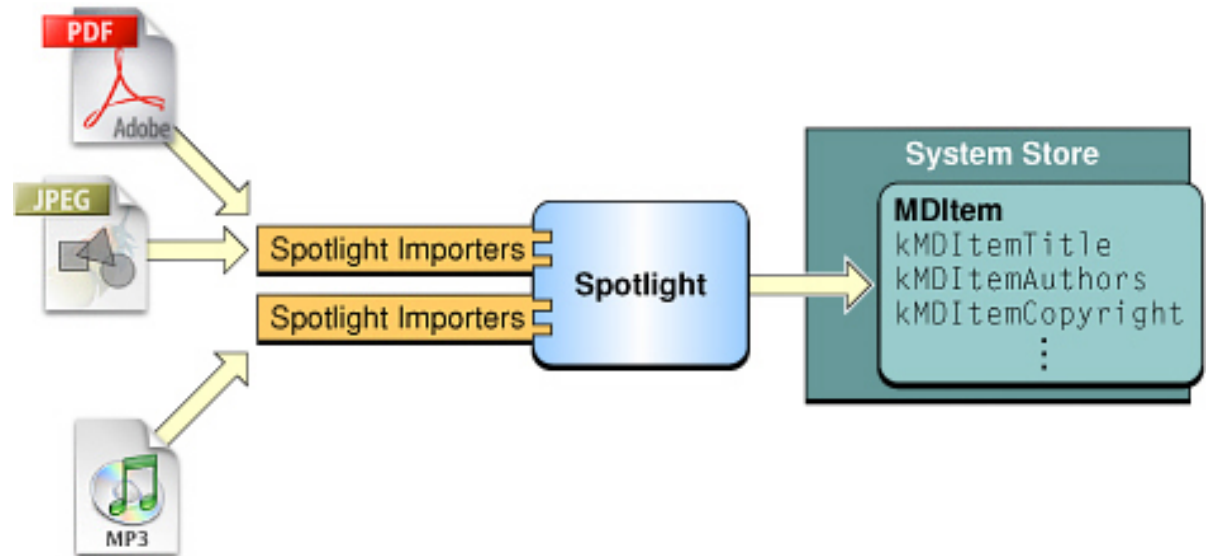 PDF
Adobe
JPEG
MP3
Spotlight Importers
Spotlight Importers
Spotlight
System Store
MDItem
kMDItemTitle
kMDItemAuthors
kMDItemCopyright